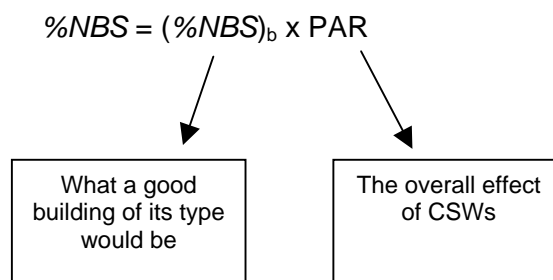 %NBS = (%NBS)b x PAR
What a good
building of its type
would be
The overall effect
of CSWs